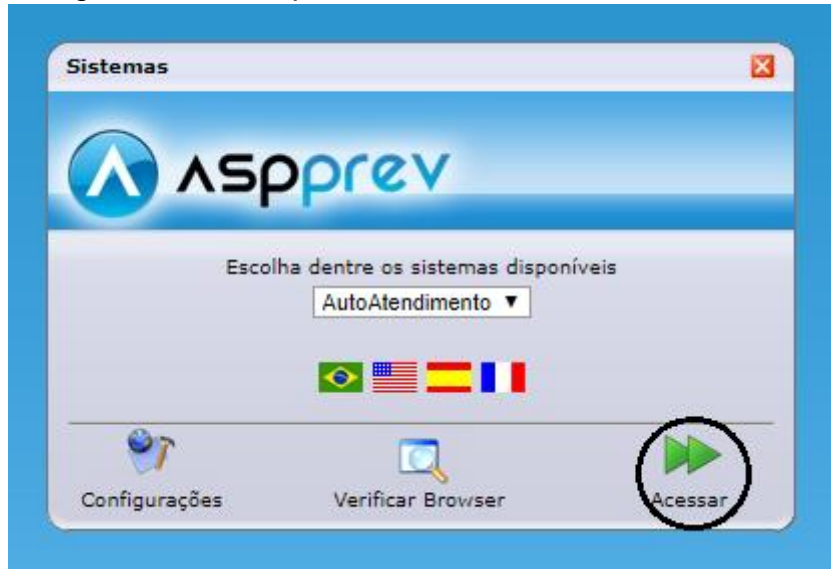 Sistemas
ASPprev
Escolha dentre os sistemas disponíveis
AutoAtendimento ▼
Configurações
Verificar Browser
Acessar